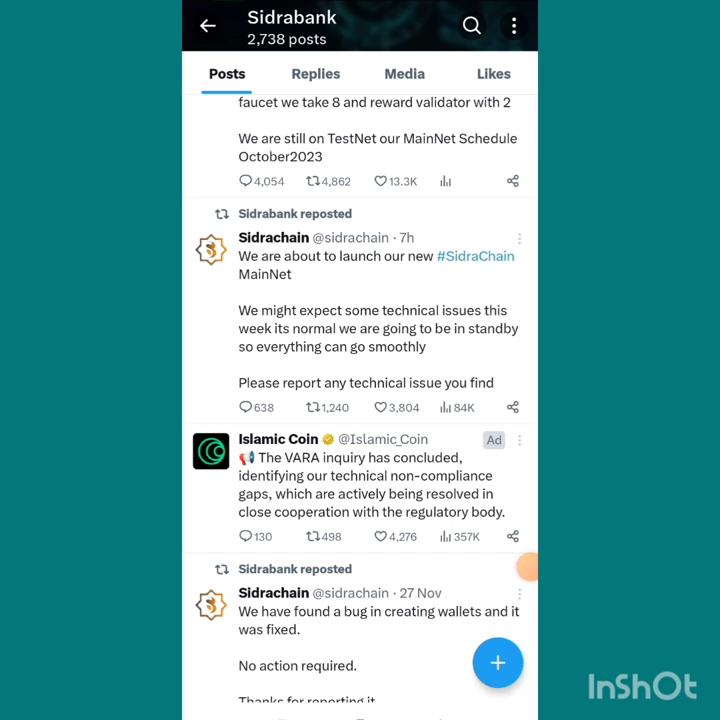 Sidrabank
2,738 posts
Posts Replies Media Likes
faucet we take 8 and reward validator with 2
We are still on TestNet our MainNet Schedule
October2023
4,054 4,862 13.3K
Sidrabank reposted
Sidrachain @sidrachain · 7h
We are about to launch our new #SidraChain
MainNet
We might expect some technical issues this
week its normal we are going to be in standby
so everything can go smoothly
Please report any technical issue you find
638 1,240 3,804 84K
Islamic Coin @Islamic_Coin Ad
📢 The VARA inquiry has concluded,
identifying our technical non-compliance
gaps, which are actively being resolved in
close cooperation with the regulatory body.
130 498 4,276 357K
Sidrabank reposted
Sidrachain @sidrachain · 27 Nov
We have found a bug in creating wallets and it
was fixed.
No action required.
Thanks for reporting it
InShOt